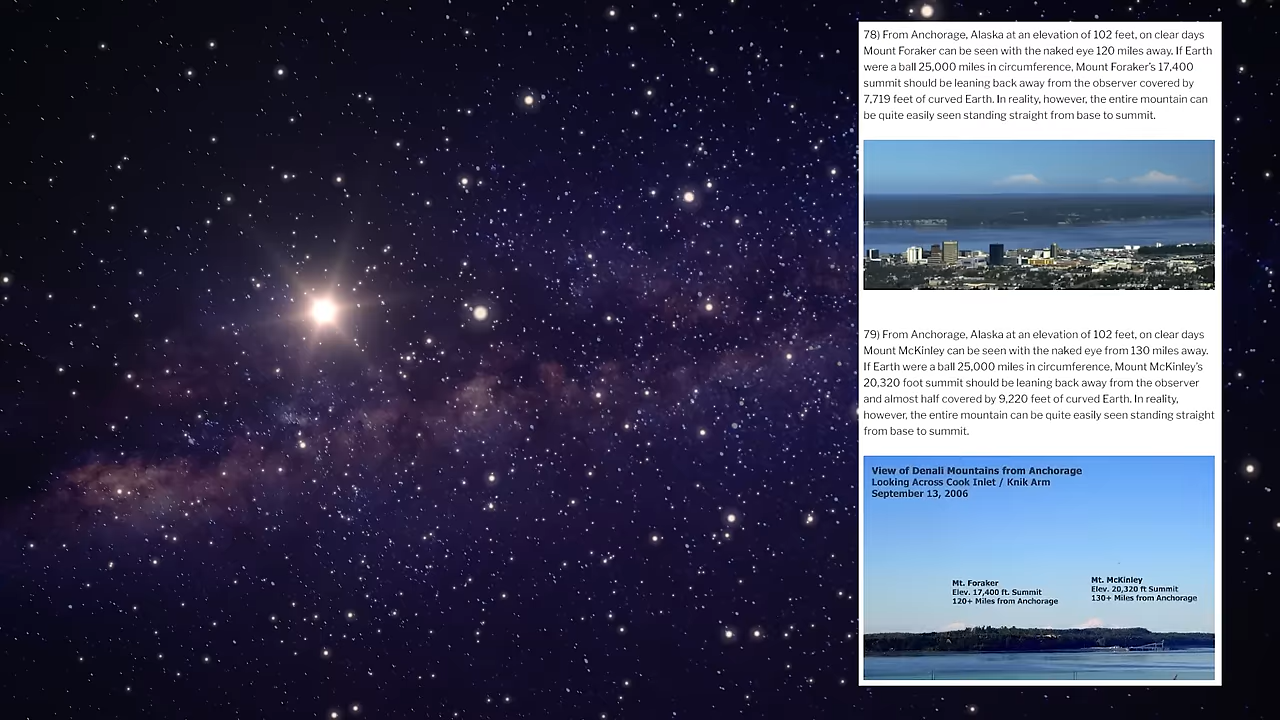 78) From Anchorage, Alaska at an elevation of 102 feet, on clear days
Mount Foraker can be seen with the naked eye 120 miles away. If Earth
were a ball 25,000 miles in circumference, Mount Foraker's 17,400
summit should be leaning back away from the observer covered by
7,719 feet of curved Earth. In reality, however, the entire mountain can
be quite easily seen standing straight from base to summit.
79) From Anchorage, Alaska at an elevation of 102 feet, on clear days
Mount McKinley can be seen with the naked eye from 130 miles away.
If Earth were a ball 25,000 miles in circumference, Mount McKinley's
20,320 foot summit should be leaning back away from the observer
and almost half covered by 9,220 feet of curved Earth. In reality,
however, the entire mountain can be quite easily seen standing straight
from base to summit.
View of Denali Mountains from Anchorage
Looking Across Cook Inlet / Knik Arm
September 13, 2006
Mt. Foraker
Elev. 17,400 ft. Summit
120+ Miles from Anchorage
Mt. McKinley
Elev. 20,320 ft Summit
130+ Miles from Anchorage